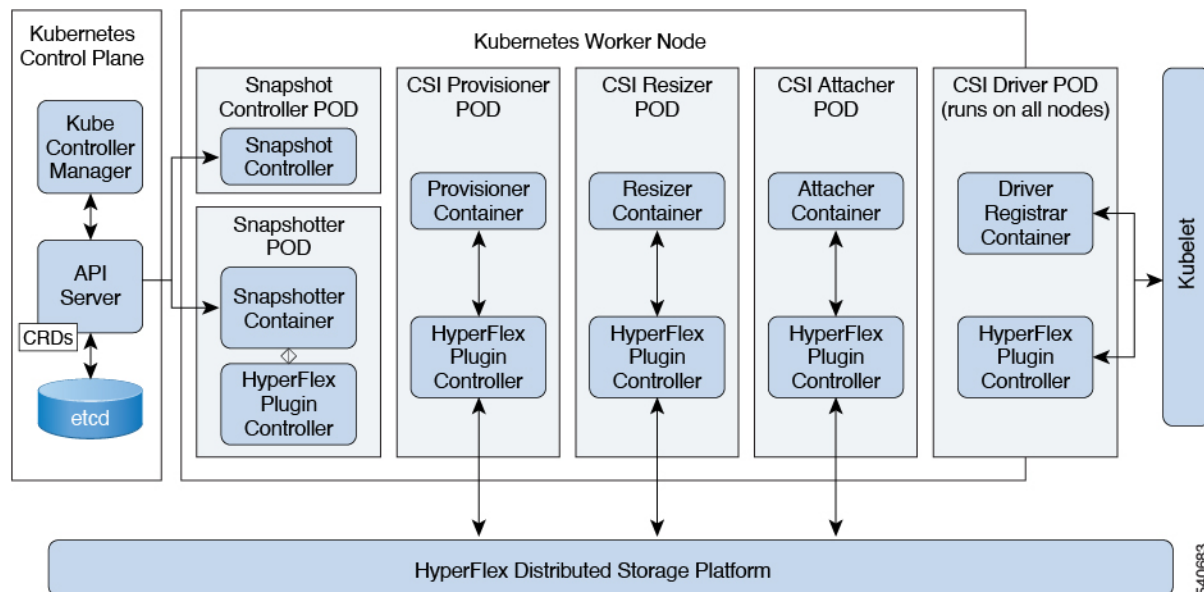 Kubernetes
Control Plane
Kube
Controller
Manager
API
Server
CRDs
etcd
Kubernetes Worker Node
Snapshot
Controller POD
Snapshot
Controller
Snapshotter
POD
Snapshotter
Container
HyperFlex
Plugin
Controller
CSI Provisioner
POD
Provisioner
Container
HyperFlex
Plugin
Controller
CSI Resizer
POD
Resizer
Container
HyperFlex
Plugin
Controller
CSI Attacher
POD
Attacher
Container
HyperFlex
Plugin
Controller
CSI Driver POD
(runs on all nodes)
Driver
Registrar
Container
HyperFlex
Plugin
Controller
Kubelet
HyperFlex Distributed Storage Platform